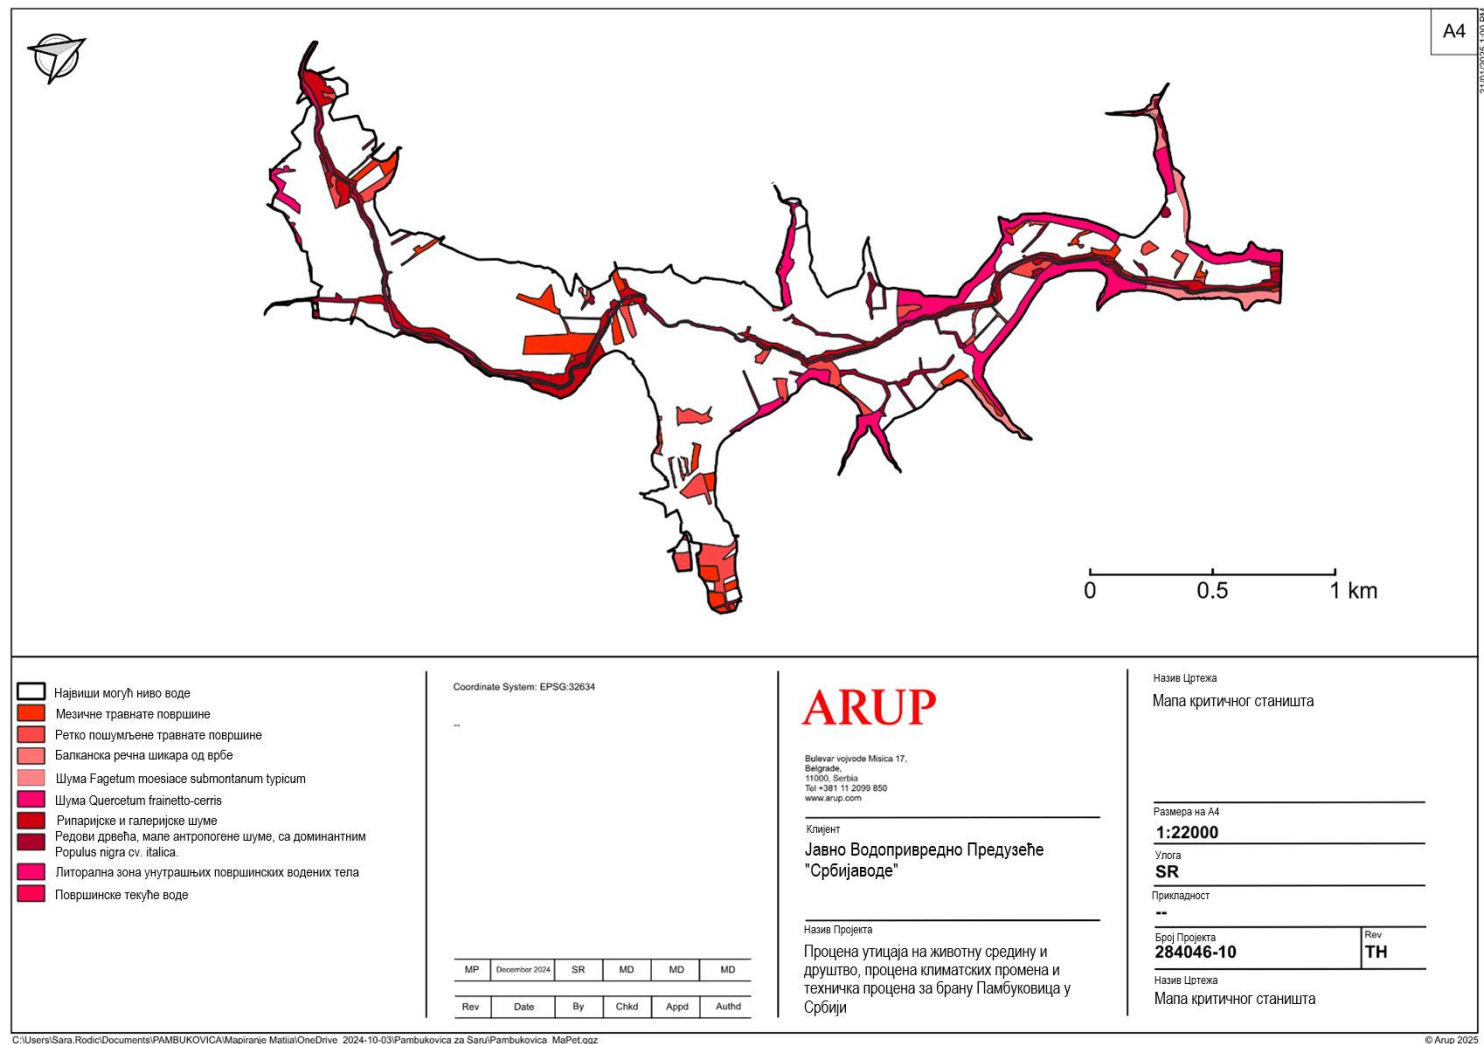 A4
21/01/2025 1:00 PM
0 0.5 1 km
Највиши могућ ниво воде
Мезичне травнате површине
Ретко пошумљене травнате површине
Балканска речна шикара од врбе
Шума Fagetum moesiace submontanum typicum
Шума Quercetum frainetto-cerris
Рипаријске и галеријске шуме
Редови дрвећа, мале антропогене шуме, са доминантним
Populus nigra cv. italica.
Литорална зона унутрашњих површинских водених тела
Површинске текуће воде
Coordinate System: EPSG:32634
--
MP December 2024 SR MD MD MD
Rev Date By Chkd Appd Authd
ARUP
Bulevar vojvode Misica 17,
Belgrade,
11000, Serbia
Tel +381 11 2099 850
www.arup.com
Клијент
Јавно Водопривредно Предузеће
"Србијаводе"
Назив Пројекта
Процена утицаја на животну средину и
друштво, процена климатских промена и
техничка процена за брану Памбуковица у
Србији
Назив Цртежа
Мапа критичног станишта
Размера на А4
1:22000
Улога
SR
Прикладност
--
Број Пројекта
284046-10
Rev
TH
Назив Цртежа
Мапа критичног станишта
C:\Users\Sara.Rodic\Documents\PAMBUKOVICA\Mapiranje Matija\OneDrive_2024-10-03\Pambukovica za Saru\Pambukovica_MaPet.qgz
© Arup 2025